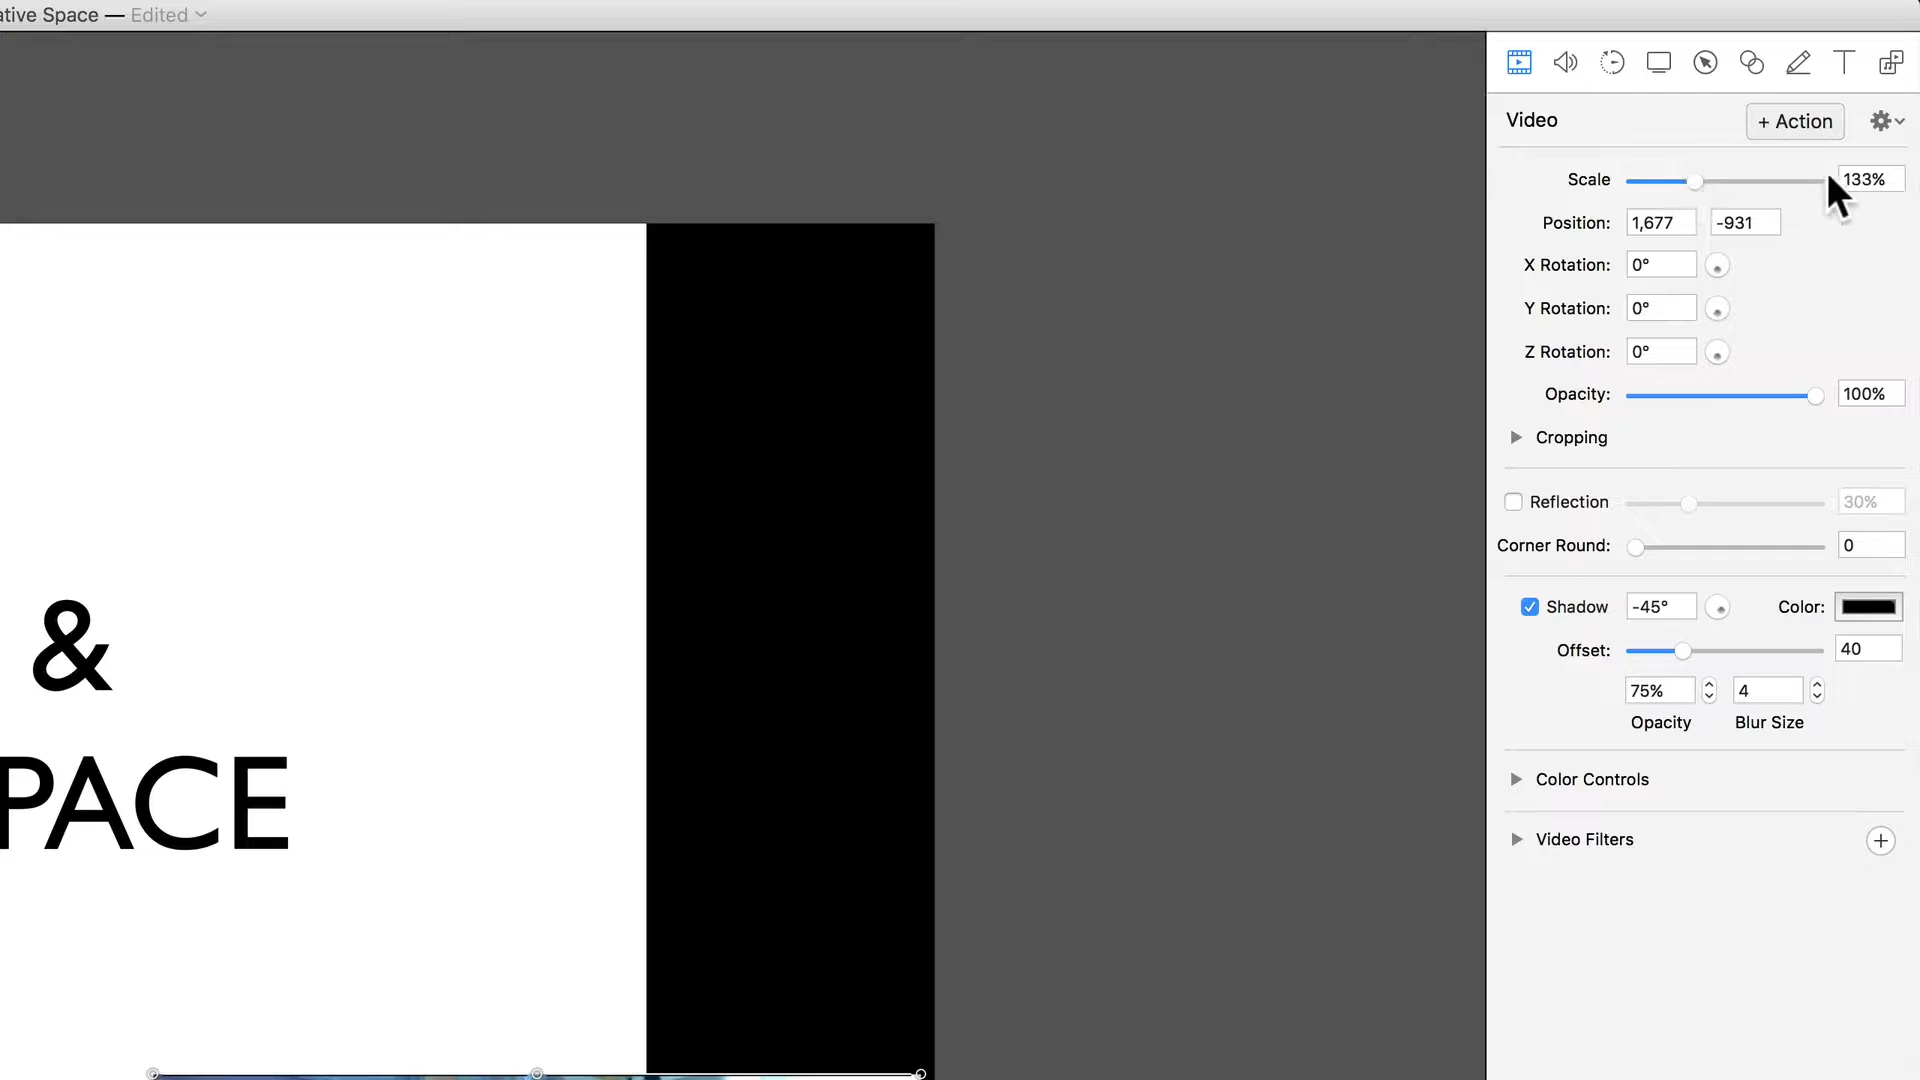 ative Space — Edited
Video
+ Action
Scale
133%
Position:
1,677
-931
X Rotation:
0°
Y Rotation:
0°
Z Rotation:
0°
Opacity:
100%
Cropping
Reflection
30%
Corner Round:
0
Shadow
-45°
Color:
Offset:
40
75%
4
Opacity
Blur Size
Color Controls
Video Filters
&
PACE